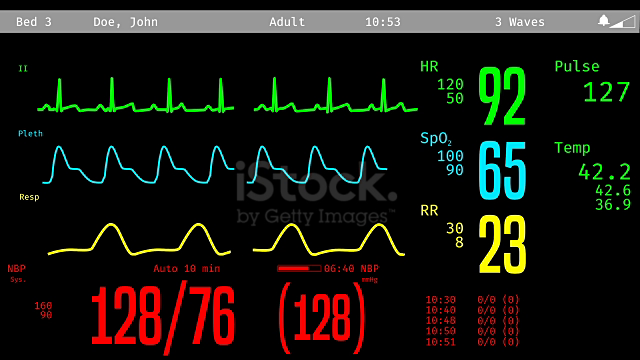 Bed 3 Doe, John Adult 10:53 3 Waves
II
HR
120
50
92
Pulse
127
Pleth
SpO₂
100
90
65
Temp
42.2
42.6
36.9
iStock.
by Getty Images™
Resp
RR
30
8
23
NBP
Sys.
Auto 10 min
06:40 NBP
mmHg
160
90
128/76
(128)
10:30 0/0 (0)
10:40 0/0 (0)
10:48 0/0 (0)
10:50 0/0 (0)
10:51 0/0 (0)